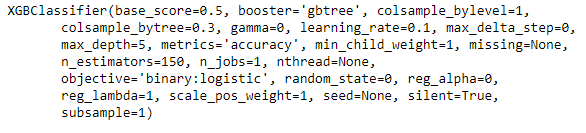 XGBClassifier(base_score=0.5, booster='gbtree', colsample_bylevel=1,
colsample_bytree=0.3, gamma=0, learning_rate=0.1, max_delta_step=0,
max_depth=5, metrics='accuracy', min_child_weight=1, missing=None,
n_estimators=150, n_jobs=1, nthread=None,
objective='binary:logistic', random_state=0, reg_alpha=0,
reg_lambda=1, scale_pos_weight=1, seed=None, silent=True,
subsample=1)